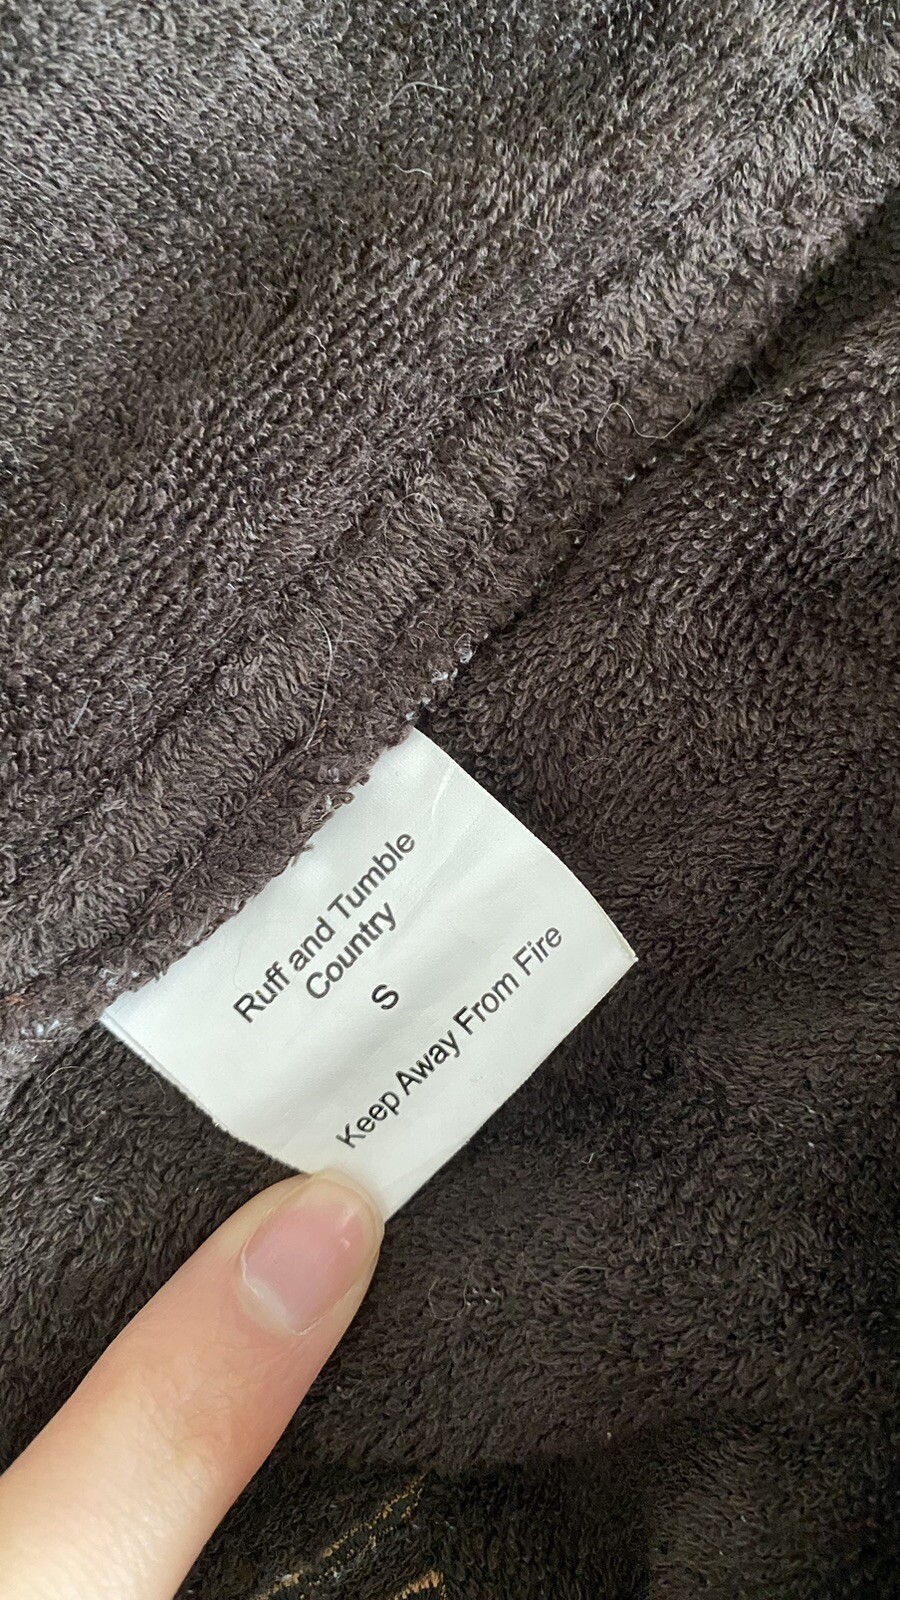 Ruff and Tumble
Country
S
Keep Away From Fire